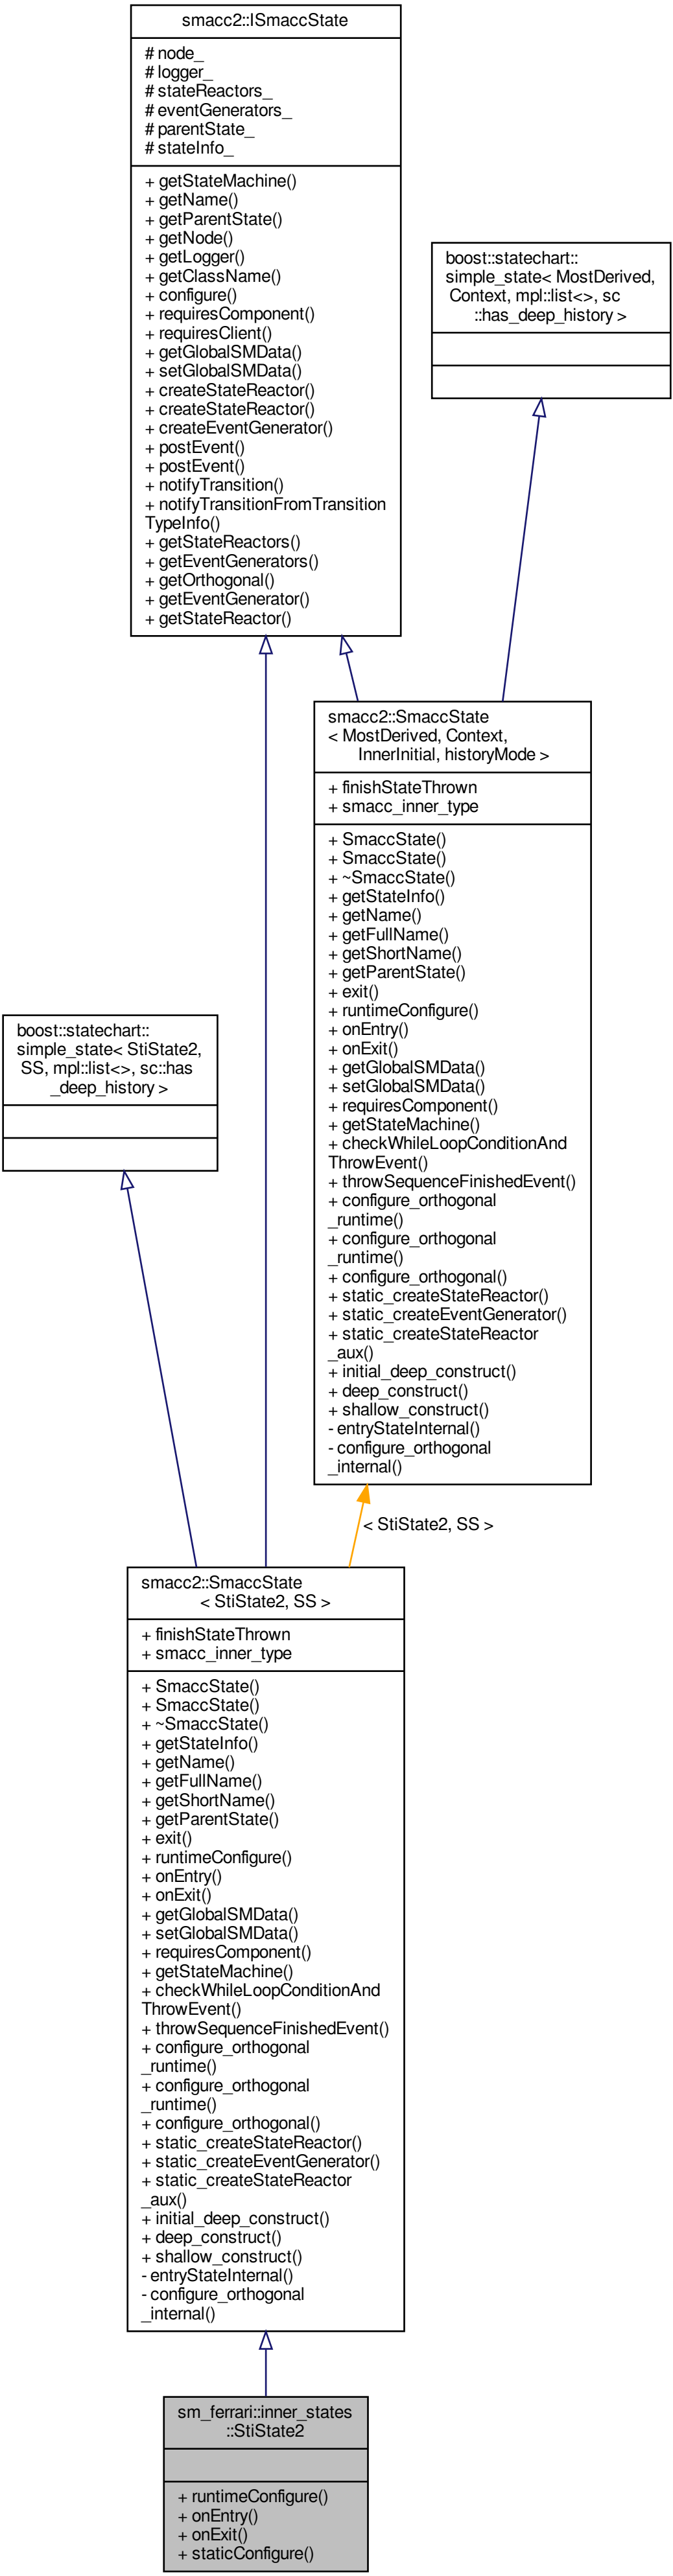 smacc2::ISmaccState
# node_
# logger_
# stateReactors_
# eventGenerators_
# parentState_
# stateInfo_
+ getStateMachine()
+ getName()
+ getParentState()
+ getNode()
+ getLogger()
+ getClassName()
+ configure()
+ requiresComponent()
+ requiresClient()
+ getGlobalSMData()
+ setGlobalSMData()
+ createStateReactor()
+ createStateReactor()
+ createEventGenerator()
+ postEvent()
+ postEvent()
+ notifyTransition()
+ notifyTransitionFromTransition
TypeInfo()
+ getStateReactors()
+ getEventGenerators()
+ getOrthogonal()
+ getEventGenerator()
+ getStateReactor()
boost::statechart::
simple_state< MostDerived,
Context, mpl::list<>, sc
::has_deep_history >
smacc2::SmaccState
< MostDerived, Context,
InnerInitial, historyMode >
+ finishStateThrown
+ smacc_inner_type
+ SmaccState()
+ SmaccState()
+ ~SmaccState()
+ getStateInfo()
+ getName()
+ getFullName()
+ getShortName()
+ getParentState()
+ exit()
+ runtimeConfigure()
+ onEntry()
+ onExit()
+ getGlobalSMData()
+ setGlobalSMData()
+ requiresComponent()
+ getStateMachine()
+ checkWhileLoopConditionAnd
ThrowEvent()
+ throwSequenceFinishedEvent()
+ configure_orthogonal
_runtime()
+ configure_orthogonal
_runtime()
+ configure_orthogonal()
+ static_createStateReactor()
+ static_createEventGenerator()
+ static_createStateReactor
_aux()
+ initial_deep_construct()
+ deep_construct()
+ shallow_construct()
- entryStateInternal()
- configure_orthogonal
_internal()
boost::statechart::
simple_state< StiState2,
SS, mpl::list<>, sc::has
_deep_history >
< StiState2, SS >
smacc2::SmaccState
< StiState2, SS >
+ finishStateThrown
+ smacc_inner_type
+ SmaccState()
+ SmaccState()
+ ~SmaccState()
+ getStateInfo()
+ getName()
+ getFullName()
+ getShortName()
+ getParentState()
+ exit()
+ runtimeConfigure()
+ onEntry()
+ onExit()
+ getGlobalSMData()
+ setGlobalSMData()
+ requiresComponent()
+ getStateMachine()
+ checkWhileLoopConditionAnd
ThrowEvent()
+ throwSequenceFinishedEvent()
+ configure_orthogonal
_runtime()
+ configure_orthogonal
_runtime()
+ configure_orthogonal()
+ static_createStateReactor()
+ static_createEventGenerator()
+ static_createStateReactor
_aux()
+ initial_deep_construct()
+ deep_construct()
+ shallow_construct()
- entryStateInternal()
- configure_orthogonal
_internal()
sm_ferrari::inner_states
::StiState2
+ runtimeConfigure()
+ onEntry()
+ onExit()
+ staticConfigure()